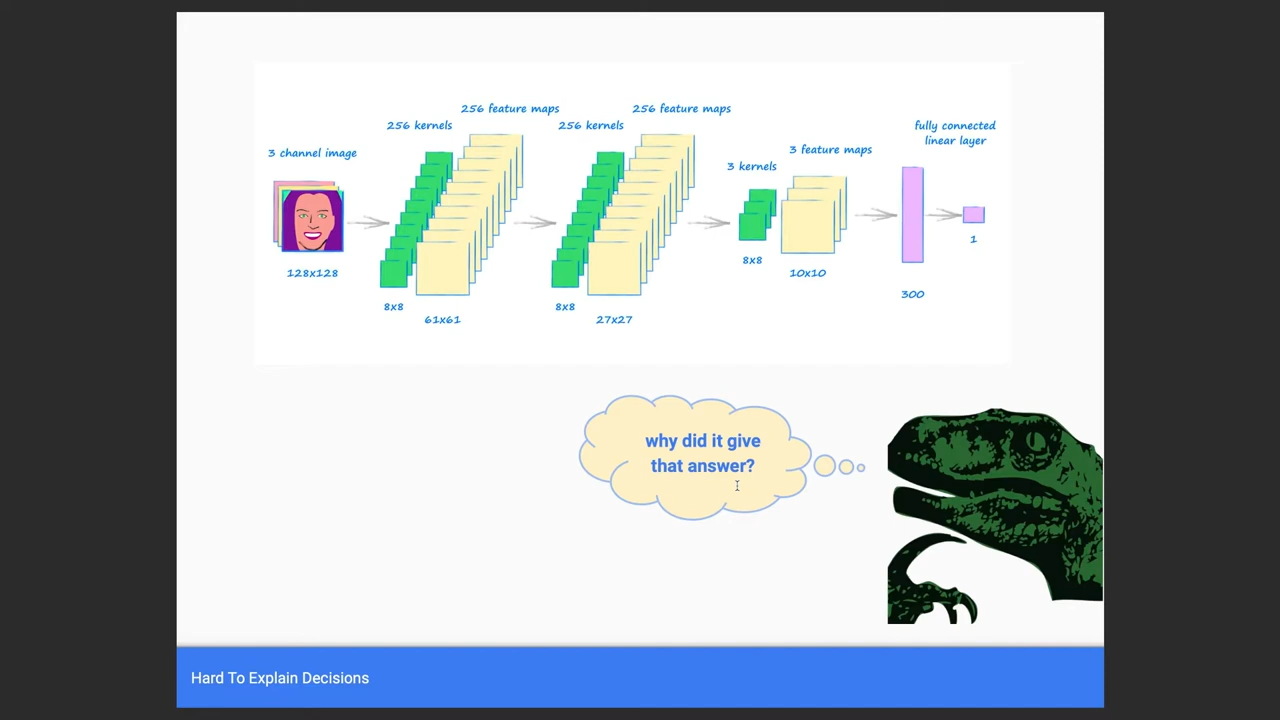 256 feature maps
256 feature maps
256 kernels
256 kernels
fully connected
linear layer
3 channel image
3 feature maps
3 kernels
1
8x8
128x128
10x10
300
8x8
8x8
61x61
27x27
why did it give
that answer?
Hard To Explain Decisions